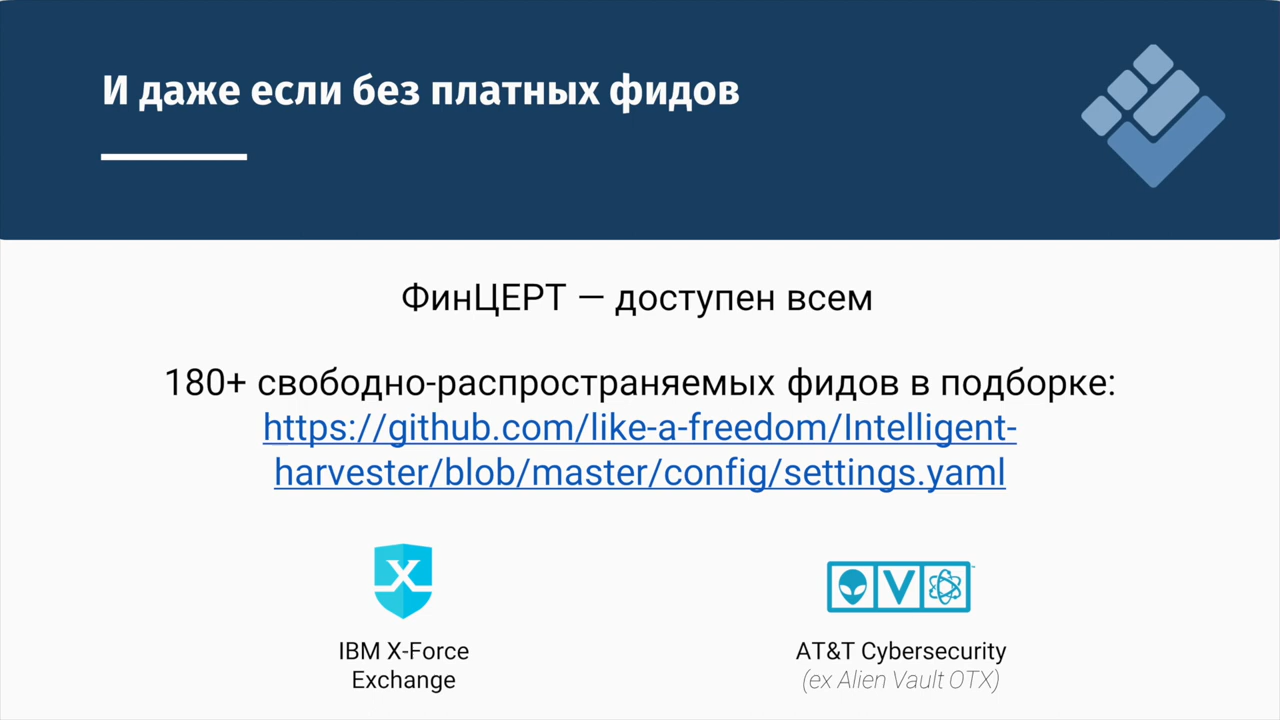 И даже если без платных фидов
ФинЦЕРТ — доступен всем
180+ свободно-распространяемых фидов в подборке:
https://github.com/like-a-freedom/Intelligent-
harvester/blob/master/config/settings.yaml
X
V
IBM X-Force
Exchange
AT&T Cybersecurity
(ex Alien Vault OTX)